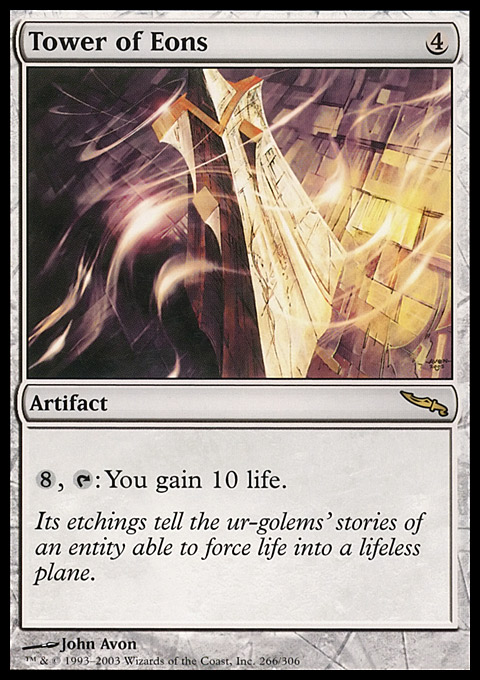 Tower of Eons 4
Artifact
8, : You gain 10 life.
Its etchings tell the ur-golems' stories of
an entity able to force life into a lifeless
plane.
John Avon
™ & © 1993–2003 Wizards of the Coast, Inc. 266/306